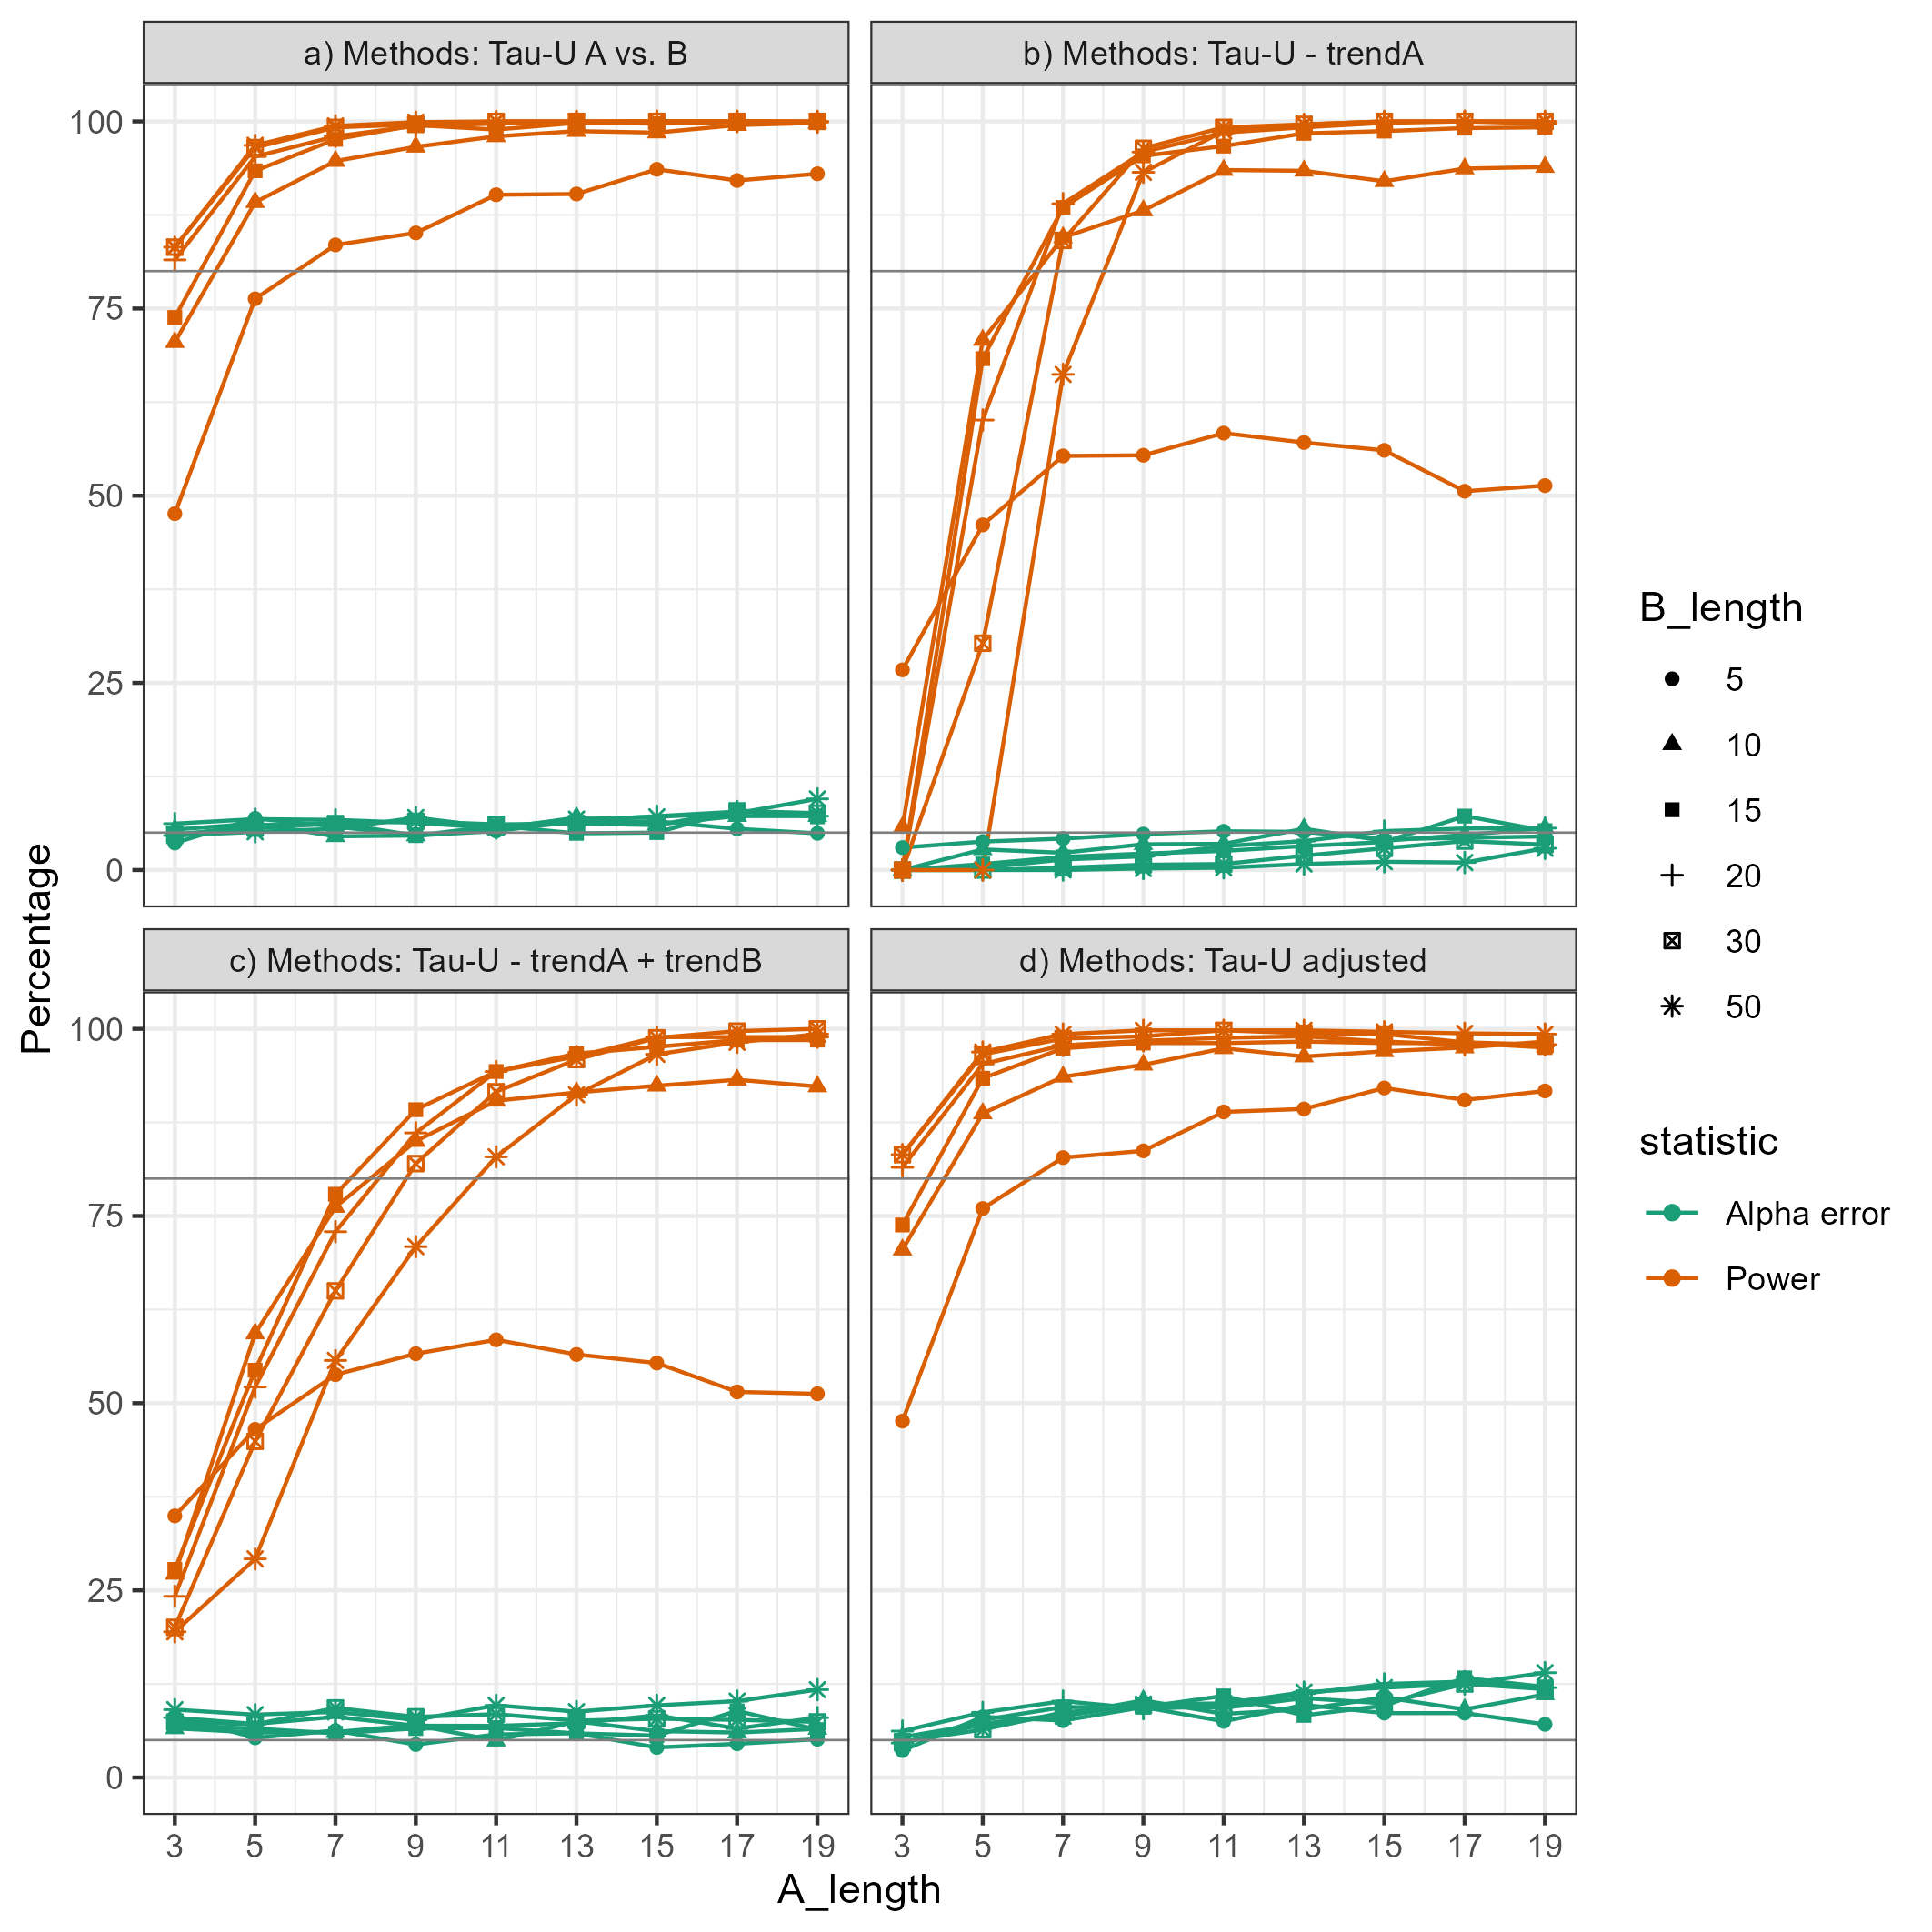 a) Methods: Tau-U A vs. B
b) Methods: Tau-U - trendA
100
75
50
25
0
c) Methods: Tau-U - trendA + trendB
d) Methods: Tau-U adjusted
100
75
50
25
0
3 5 7 9 11 13 15 17 19
3 5 7 9 11 13 15 17 19
A_length
Percentage
B_length
5
10
15
20
30
50
statistic
Alpha error
Power